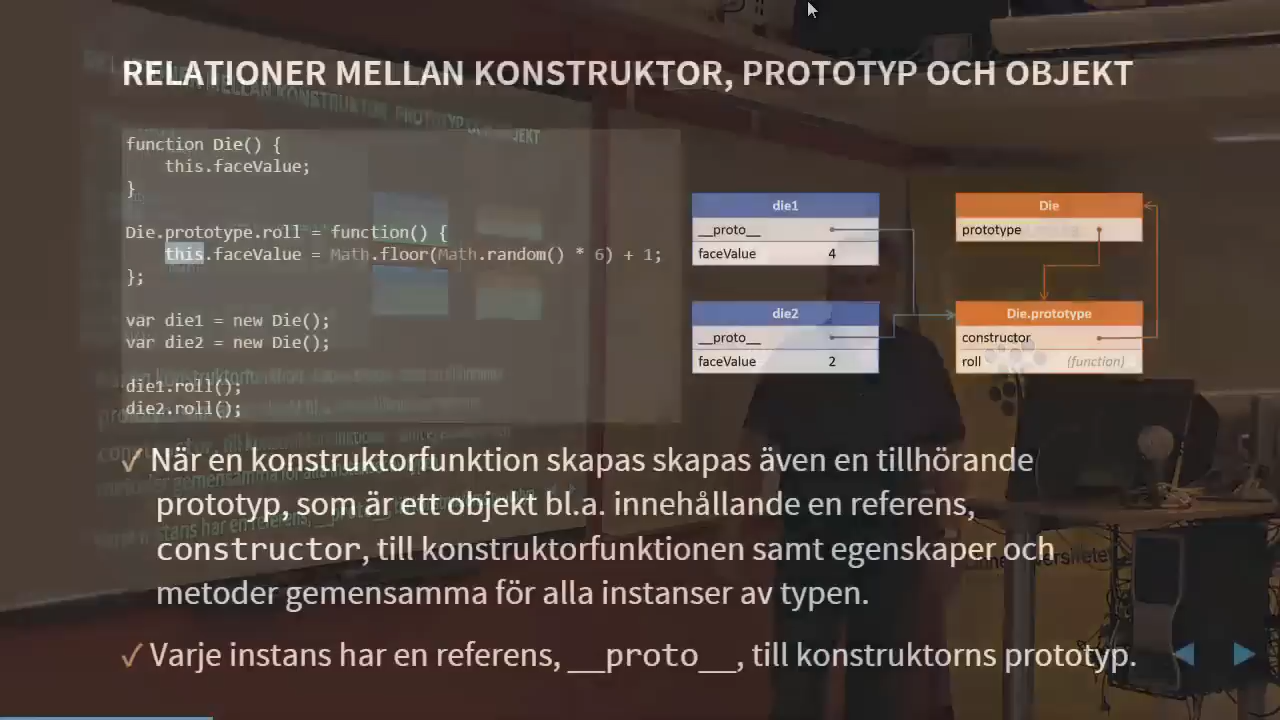 RELATIONER MELLAN KONSTRUKTOR, PROTOTYP OCH OBJEKT
function Die() {
    this.faceValue;
}
Die.prototype.roll = function() {
    this.faceValue = Math.floor(Math.random() * 6) + 1;
};
var die1 = new Die();
var die2 = new Die();
die1.roll();
die2.roll();
die1
__proto__
faceValue 4
die2
__proto__
faceValue 2
Die
prototype
Die.prototype
constructor
roll (function)
✓ När en konstruktorfunktion skapas skapas även en tillhörande
prototyp, som är ett objekt bl.a. innehållande en referens,
constructor, till konstruktorfunktionen samt egenskaper och
metoder gemensamma för alla instanser av typen.
✓ Varje instans har en referens, __proto__, till konstruktorns prototyp.